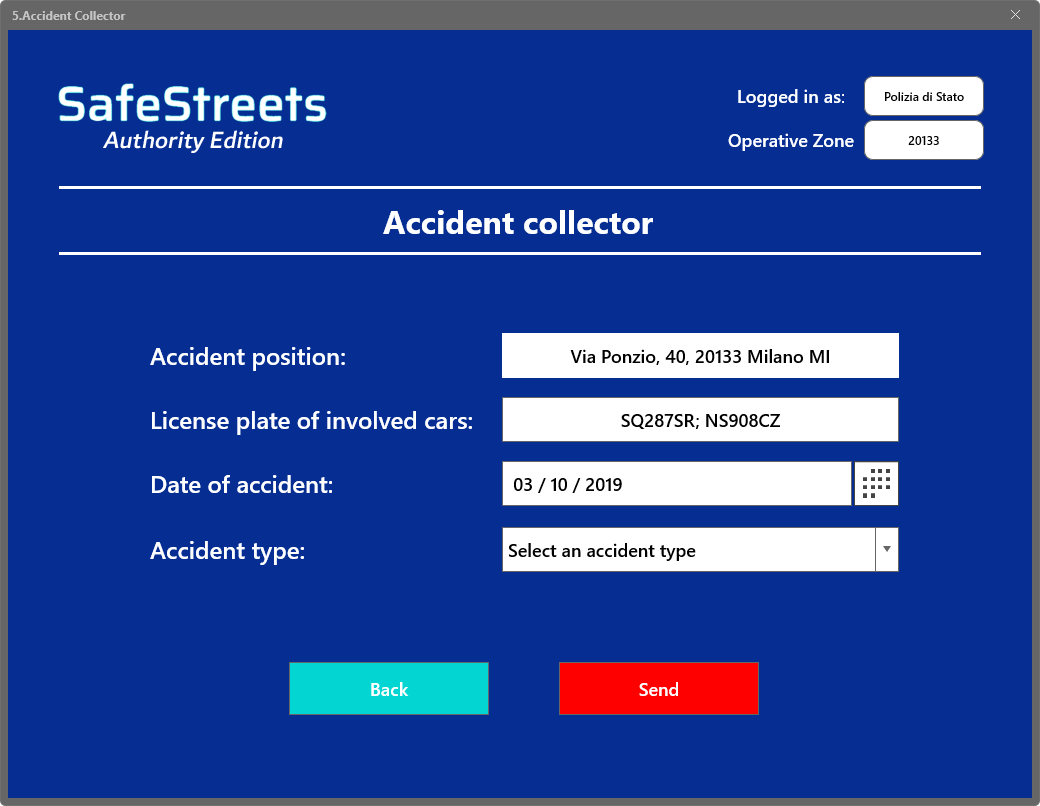 5.Accident Collector
SafeStreets
Authority Edition
Logged in as: Polizia di Stato
Operative Zone 20133
Accident collector
Accident position: Via Ponzio, 40, 20133 Milano MI
License plate of involved cars: SQ287SR; NS908CZ
Date of accident: 03 / 10 / 2019
Accident type: Select an accident type
Back Send